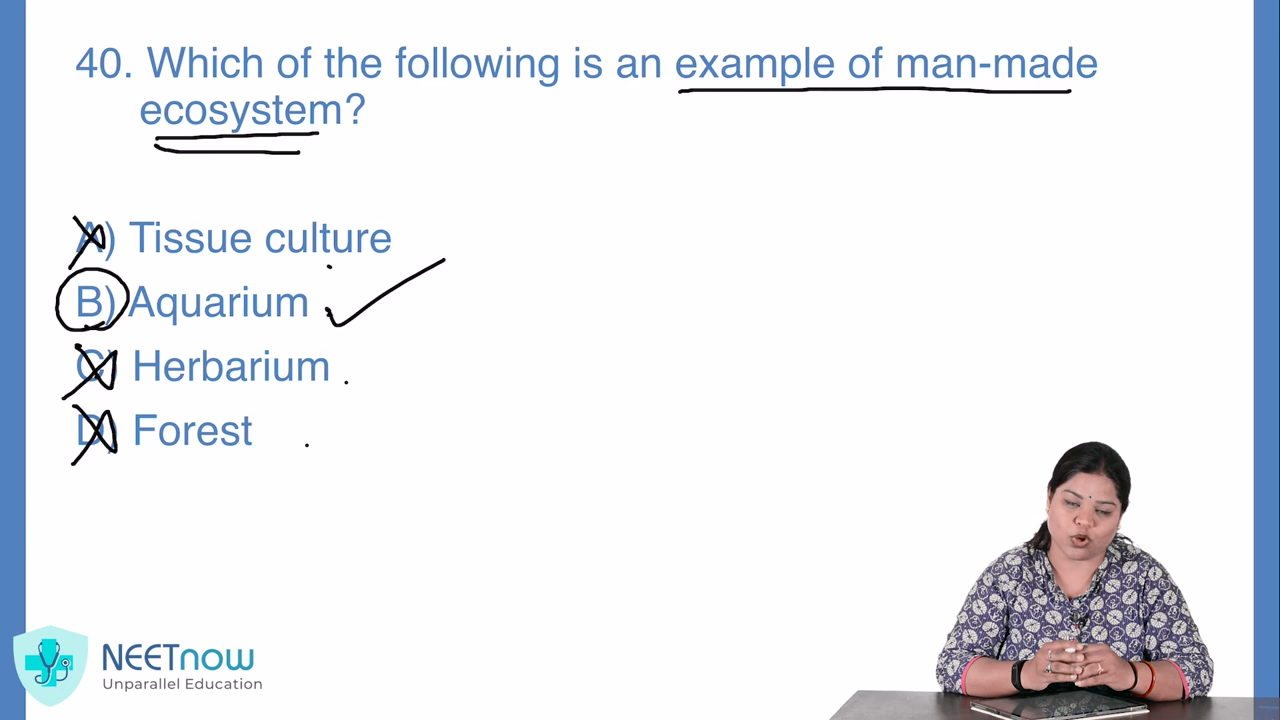 40. Which of the following is an example of man-made
ecosystem?
A) Tissue culture
B) Aquarium
C) Herbarium
D) Forest
NEETnow
Unparallel Education